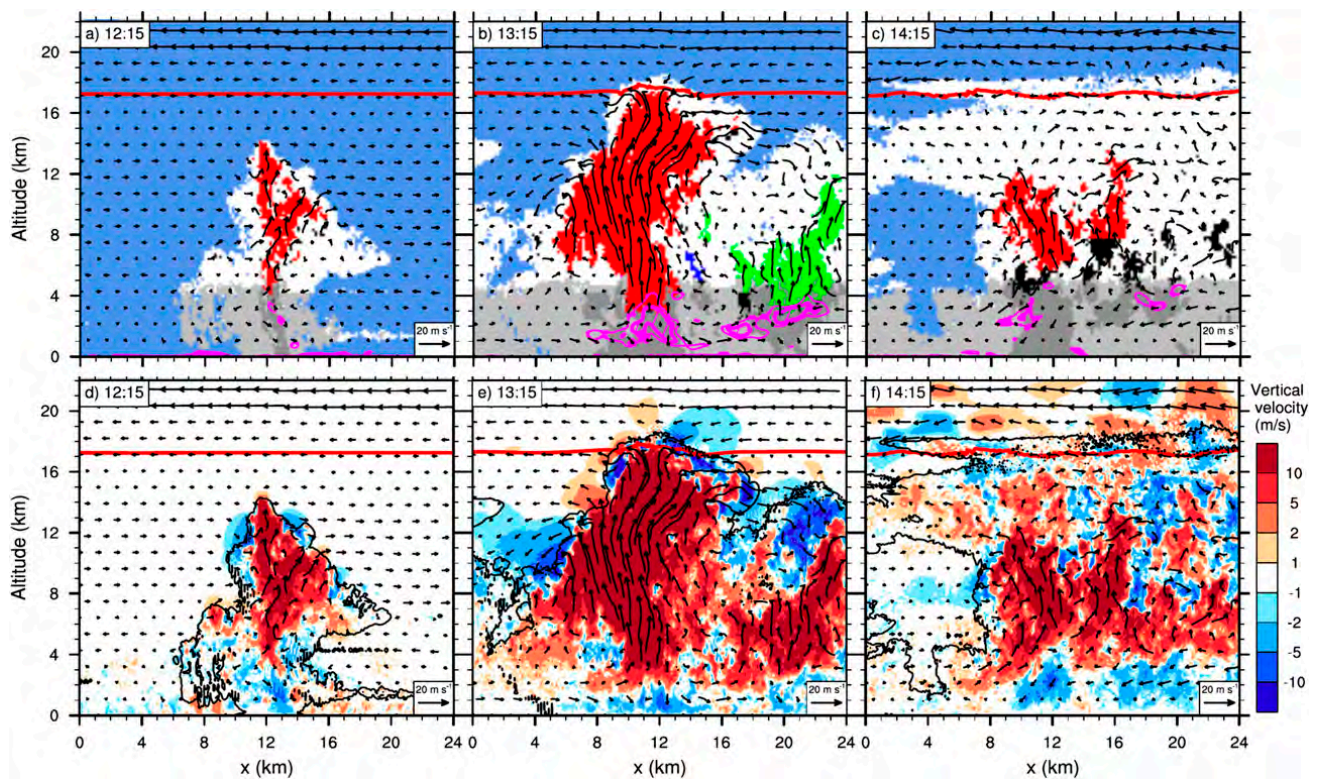 a) 12:15
b) 13:15
c) 14:15
20
16
12
8
4
0
Altitude (km)
20 m s⁻¹
20 m s⁻¹
20 m s⁻¹
d) 12:15
e) 13:15
f) 14:15
20
16
12
8
4
0
Altitude (km)
20 m s⁻¹
20 m s⁻¹
20 m s⁻¹
0 4 8 12 16 20 24
0 4 8 12 16 20 24
0 4 8 12 16 20 24
x (km)
x (km)
x (km)
Vertical
velocity
(m/s)
10
5
2
1
-1
-2
-5
-10